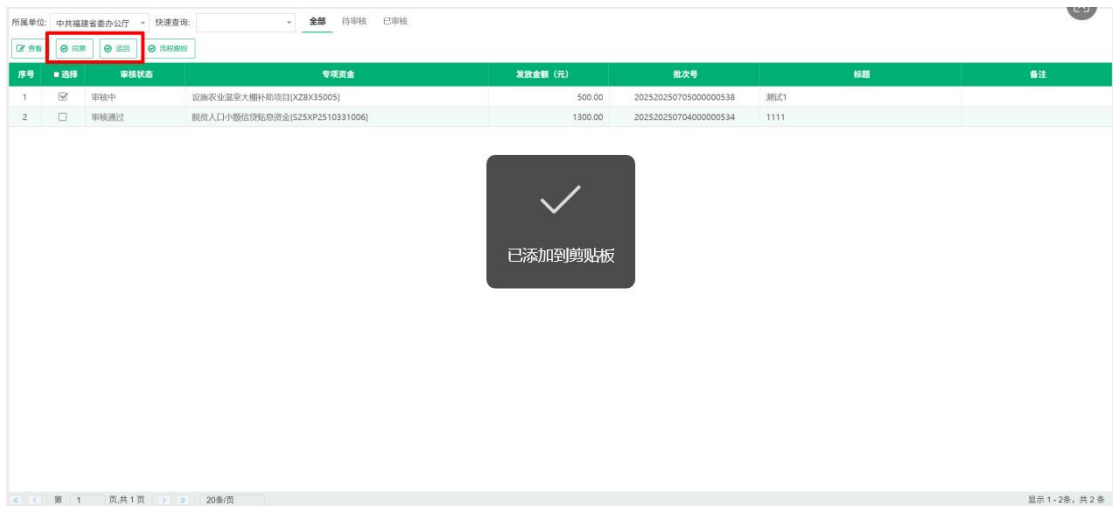 所属单位: 中共福建省委办公厅 快速查询: 全部 待审核 已审核
查看 同意 退回 流程跟踪
序号 选择 审核状态 专项资金 发放金额（元） 批次号 标题 备注
1 审核中 设施农业温室大棚补助项目[XZ8X35005] 500.00 202520250705000000538 测试1
2 审核通过 脱贫人口小额信贷贴息资金[S25XP2510331006] 1300.00 202520250704000000534 1111
已添加到剪贴板
第 1 页,共 1 页 20条/页 显示 1 - 2条，共 2 条